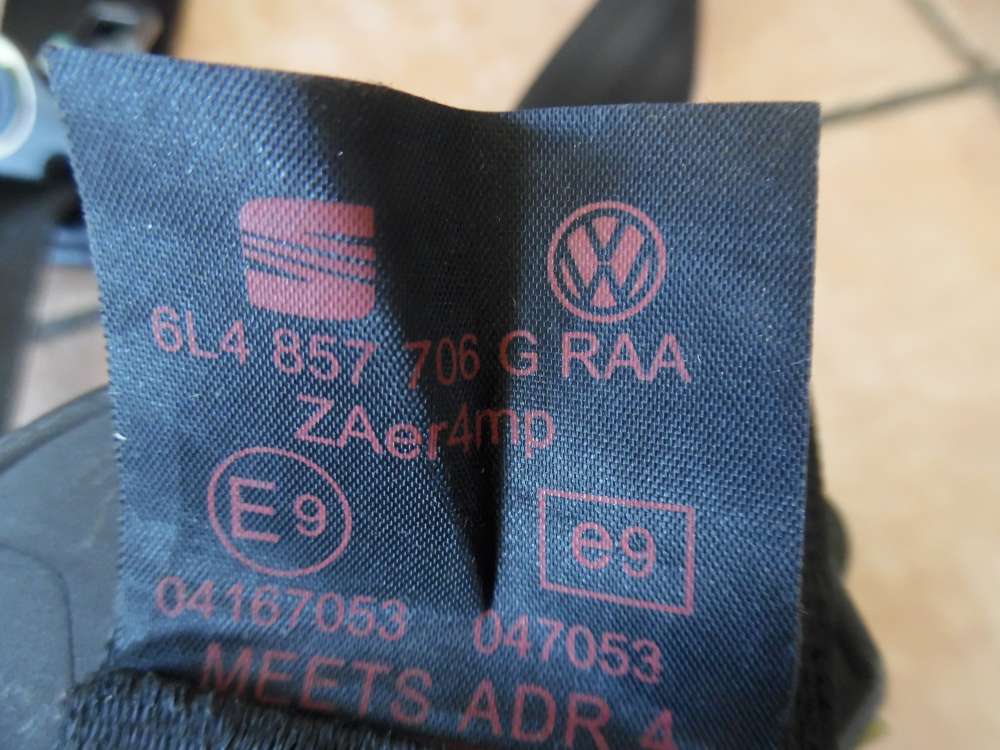 6L4 857 706 G RAA
ZAer4mp
E9 e9
04167053 047053
MEETS ADR 4